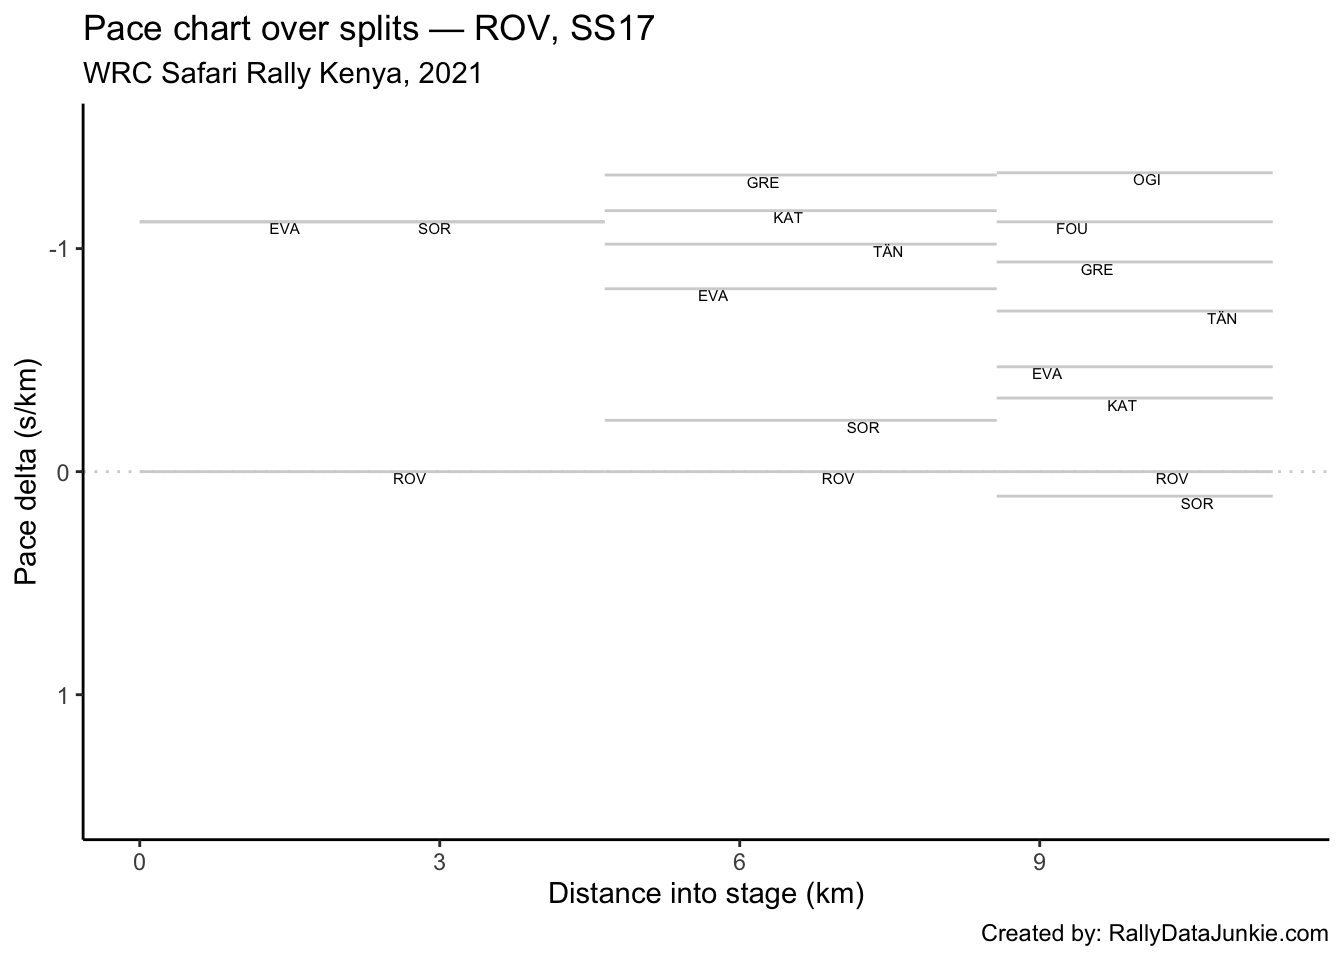 Pace chart over splits — ROV, SS17
WRC Safari Rally Kenya, 2021
OGI
GRE
KAT
EVA SOR FOU
-1
TÄN
GRE
EVA
TÄN
EVA
KAT
SOR
0
ROV ROV ROV
SOR
Pace delta (s/km)
1
0 3 6 9
Distance into stage (km)
Created by: RallyDataJunkie.com